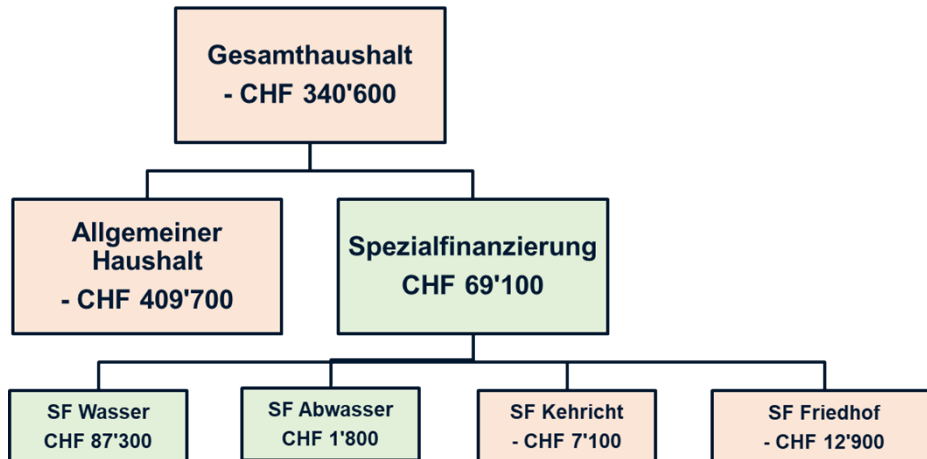 Gesamthaushalt
- CHF 340'600
Allgemeiner
Haushalt
- CHF 409'700
Spezialfinanzierung
CHF 69'100
SF Wasser
CHF 87'300
SF Abwasser
CHF 1'800
SF Kehricht
- CHF 7'100
SF Friedhof
- CHF 12'900